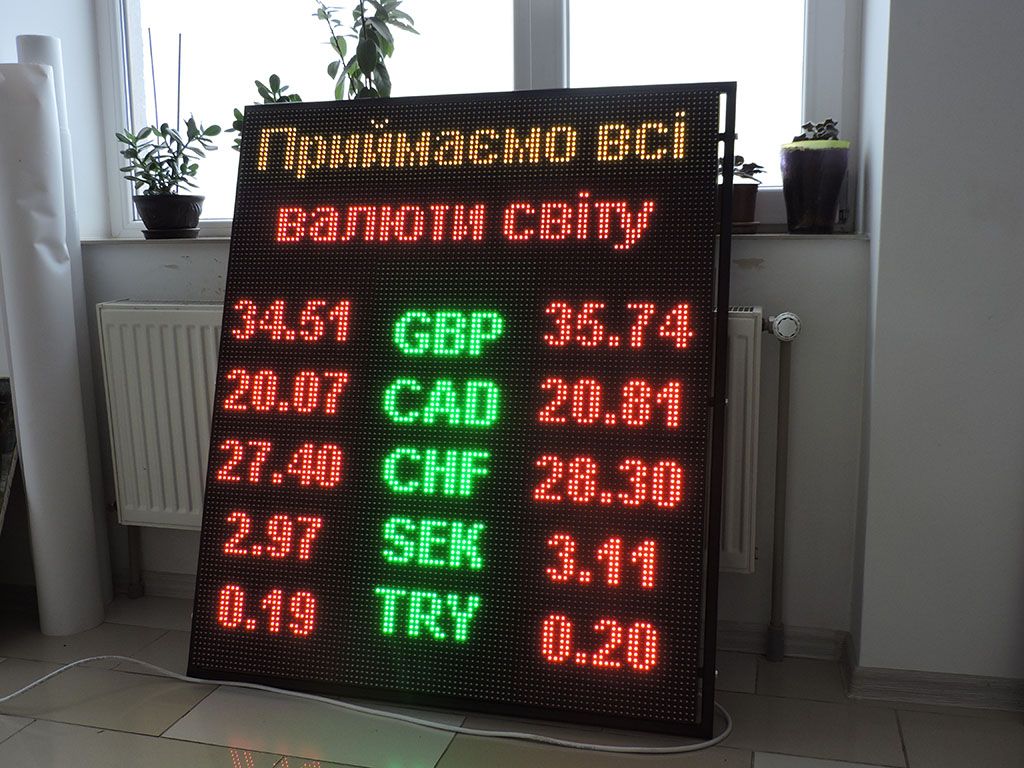 Приймаємо всі
валюти світу
34.51 GBP 35.74
20.07 CAD 20.81
27.40 CHF 28.30
2.97 SEK 3.11
0.19 TRY 0.20